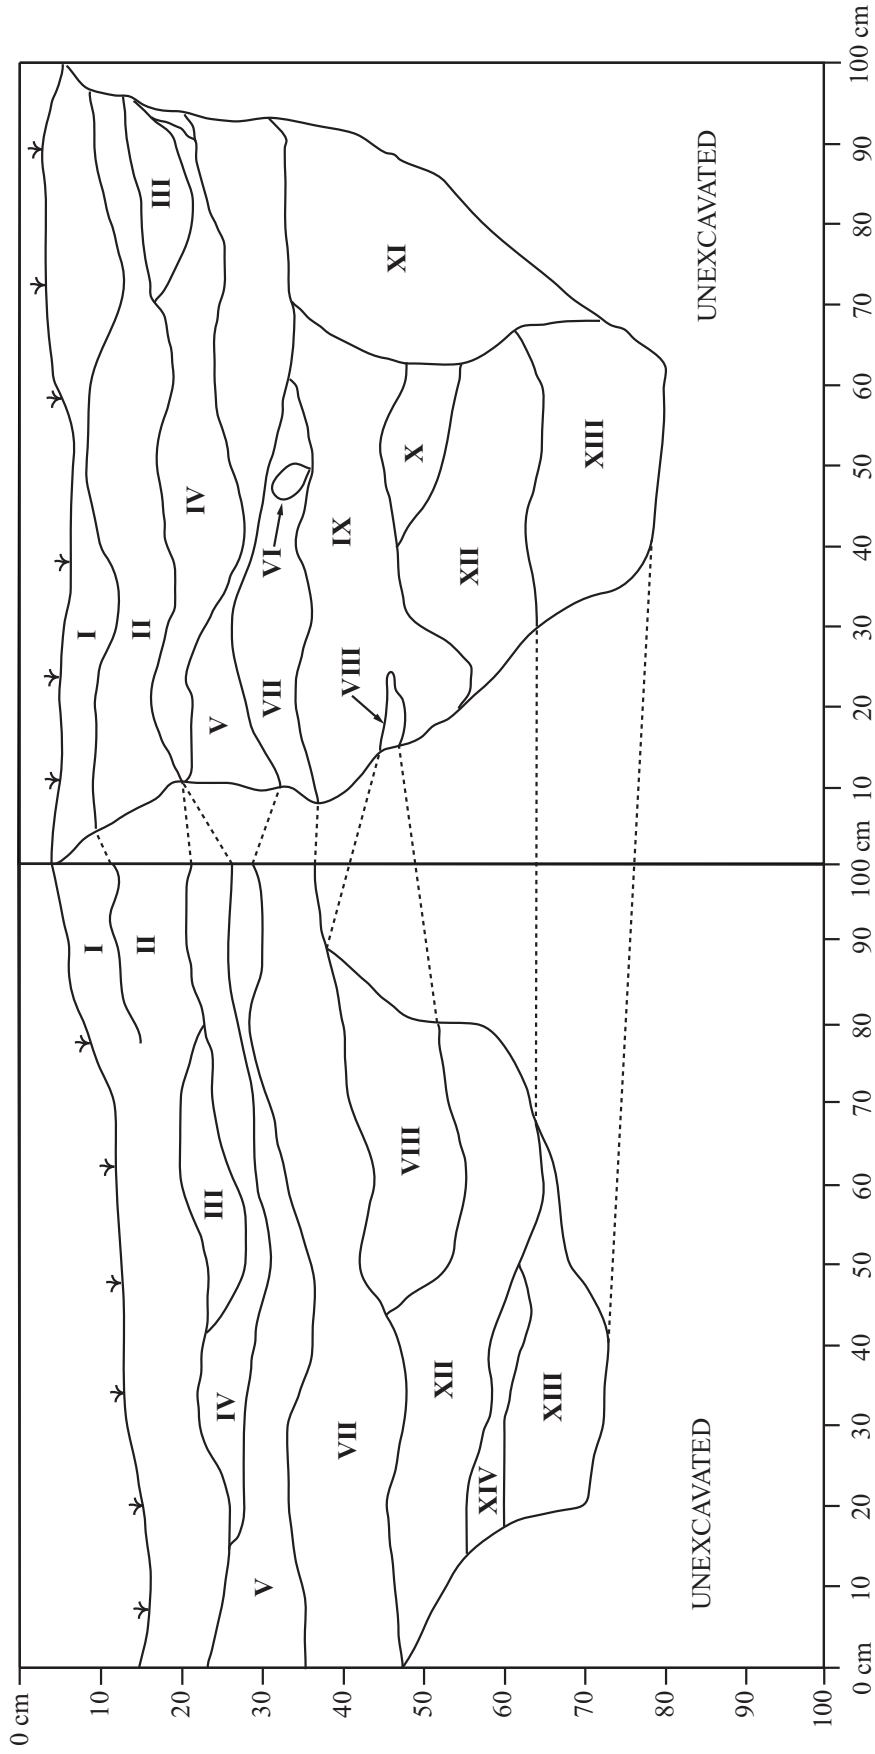 0 cm
I
I
10
II
II
III
20
IV
III
V
IV
30
V
VII
VI
VII
VIII
IX
40
VIII
XI
X
50
XII
XII
XIV
60
XIII
XIII
70
80
UNEXCAVATED
UNEXCAVATED
90
100
0 cm 10 20 30 40 50 60 70 80 90 100 cm 10 20 30 40 50 60 70 80 90 100 cm